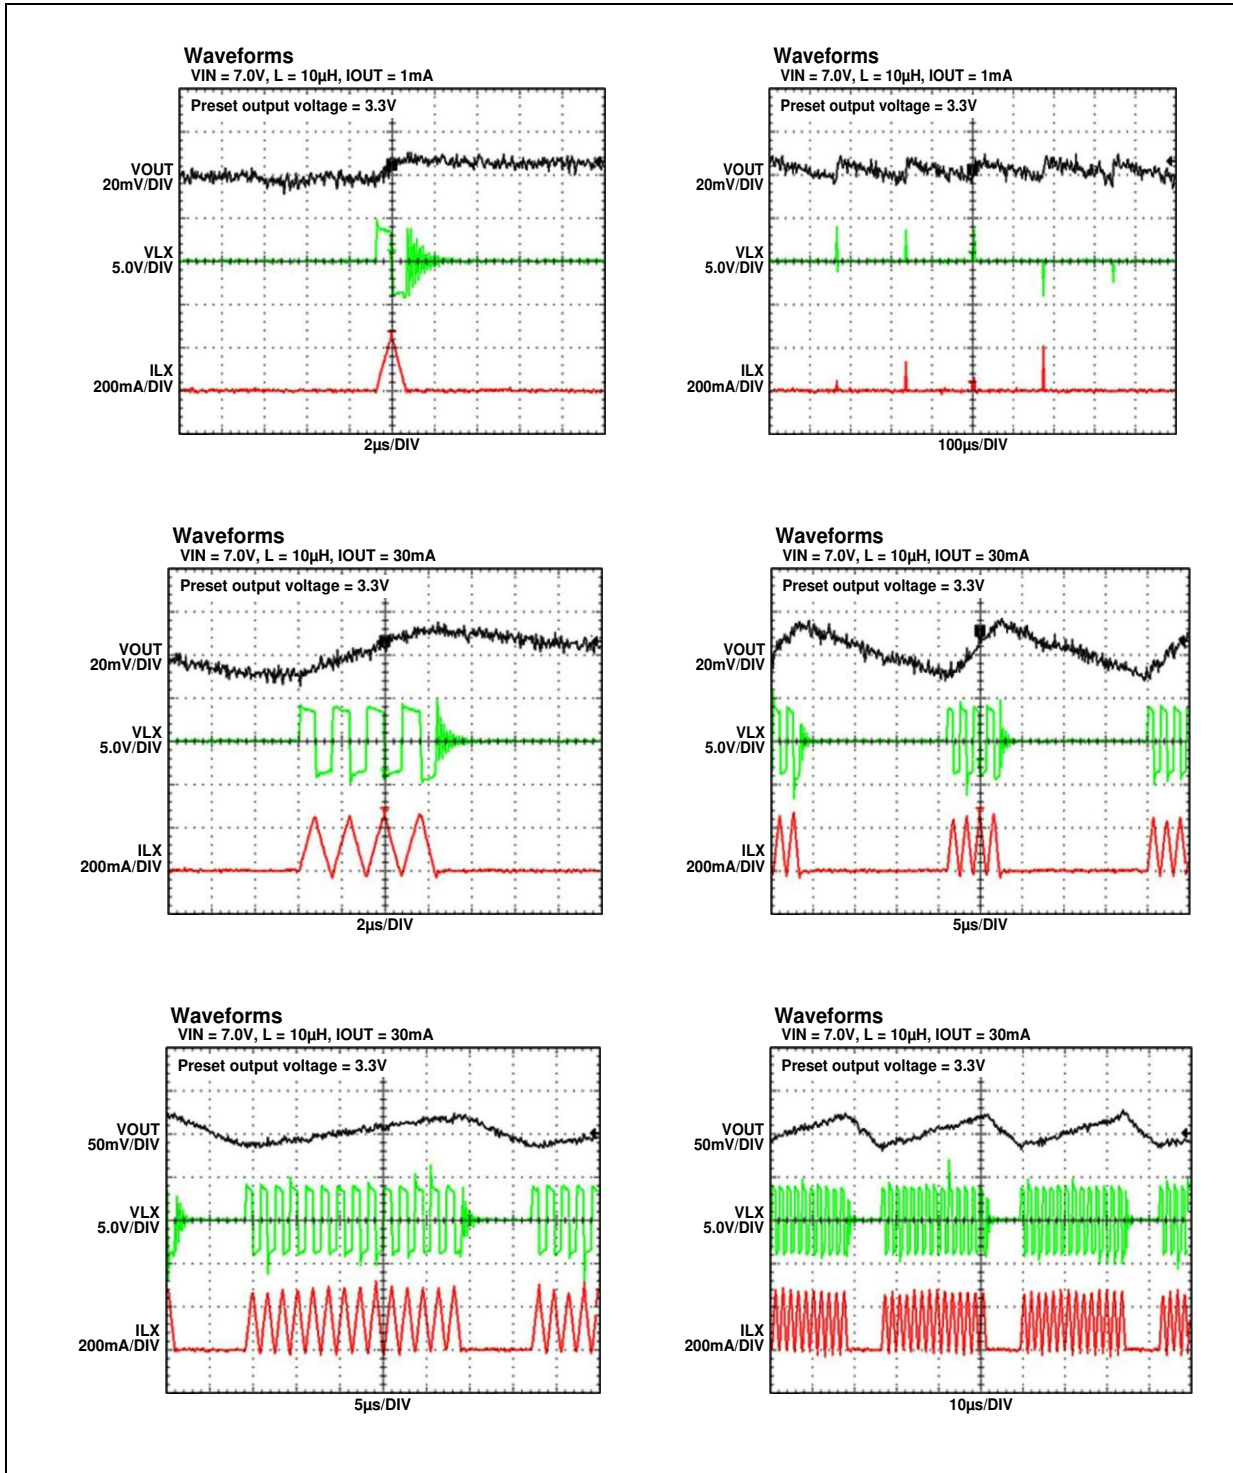 Waveforms
VIN = 7.0V, L = 10µH, IOUT = 1mA
Preset output voltage = 3.3V
VOUT
20mV/DIV
VLX
5.0V/DIV
ILX
200mA/DIV
2µs/DIV
Waveforms
VIN = 7.0V, L = 10µH, IOUT = 1mA
Preset output voltage = 3.3V
VOUT
20mV/DIV
VLX
5.0V/DIV
ILX
200mA/DIV
100µs/DIV
Waveforms
VIN = 7.0V, L = 10µH, IOUT = 30mA
Preset output voltage = 3.3V
VOUT
20mV/DIV
VLX
5.0V/DIV
ILX
200mA/DIV
2µs/DIV
Waveforms
VIN = 7.0V, L = 10µH, IOUT = 30mA
Preset output voltage = 3.3V
VOUT
20mV/DIV
VLX
5.0V/DIV
ILX
200mA/DIV
5µs/DIV
Waveforms
VIN = 7.0V, L = 10µH, IOUT = 30mA
Preset output voltage = 3.3V
VOUT
50mV/DIV
VLX
5.0V/DIV
ILX
200mA/DIV
5µs/DIV
Waveforms
VIN = 7.0V, L = 10µH, IOUT = 30mA
Preset output voltage = 3.3V
VOUT
50mV/DIV
VLX
5.0V/DIV
ILX
200mA/DIV
10µs/DIV